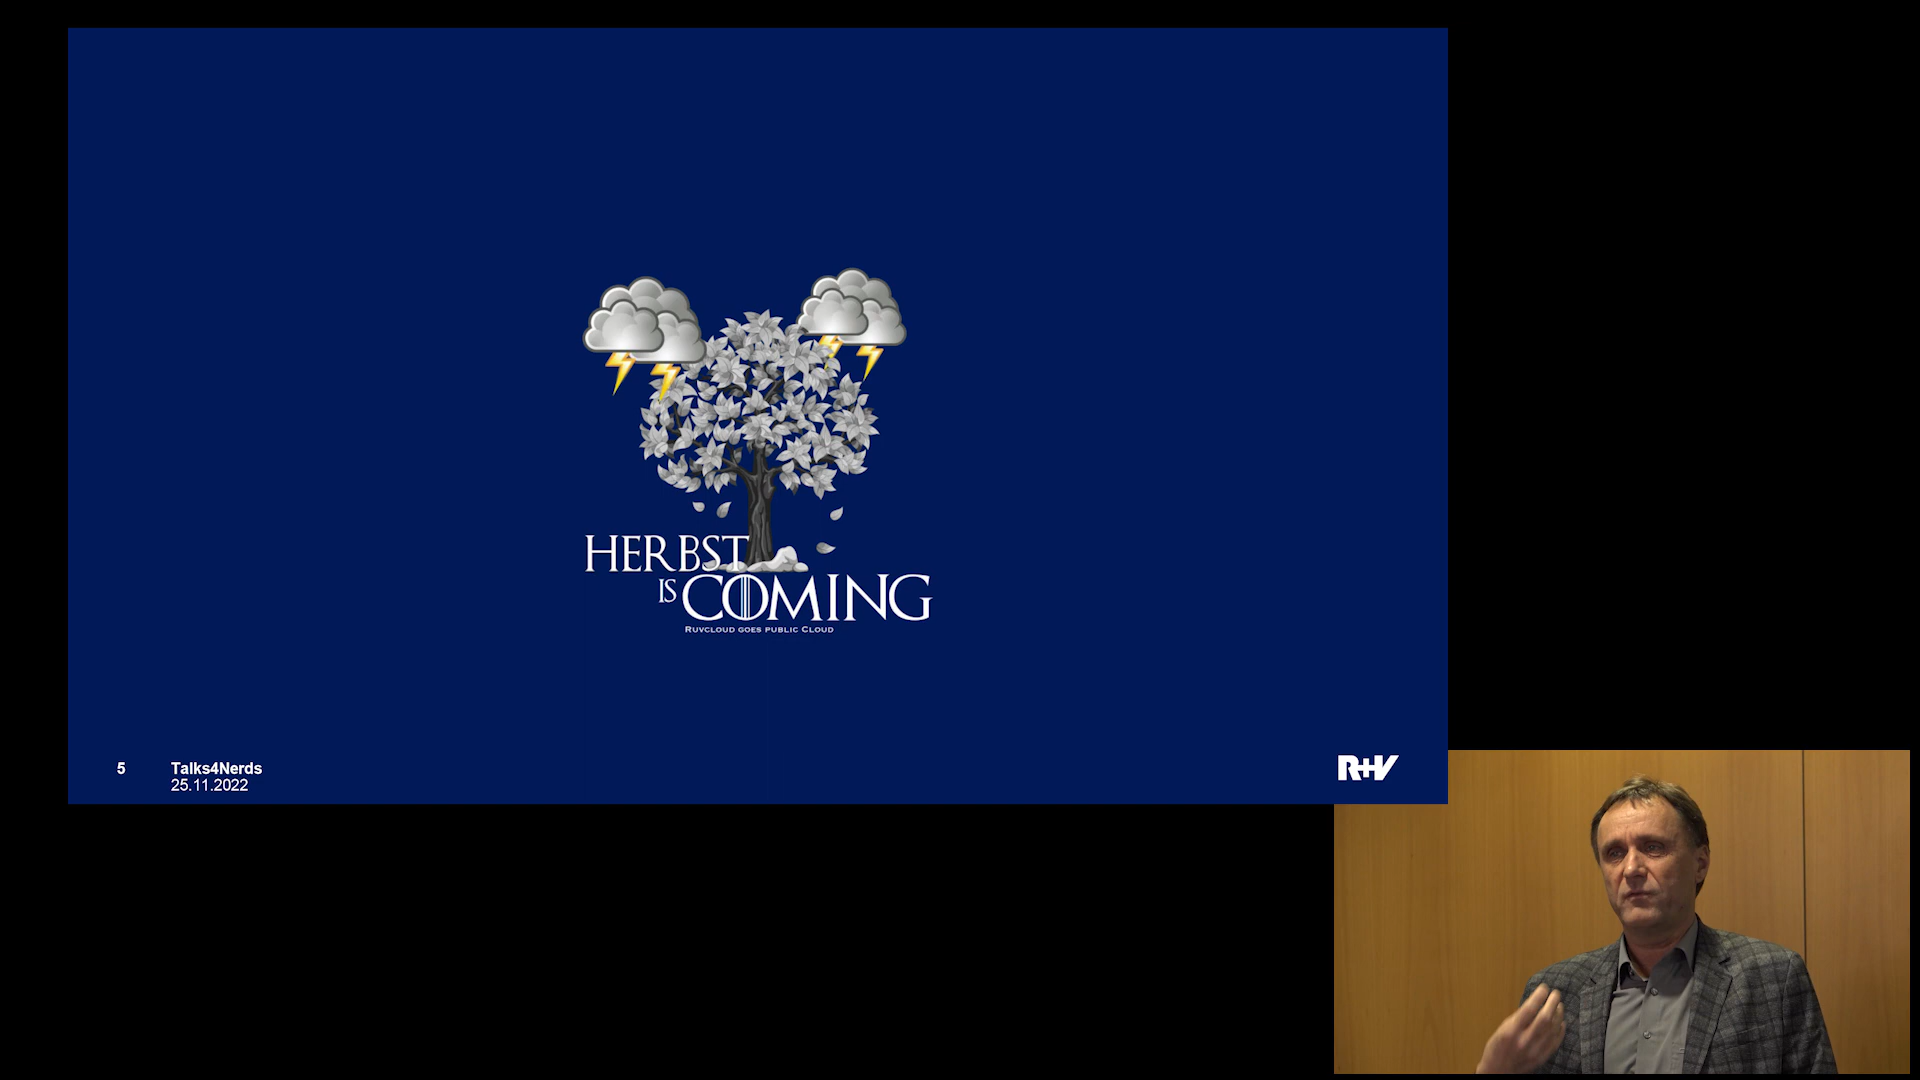 HERBST
IS COMING
RUVCLOUD GOES PUBLIC CLOUD
5
Talks4Nerds
25.11.2022
R+V